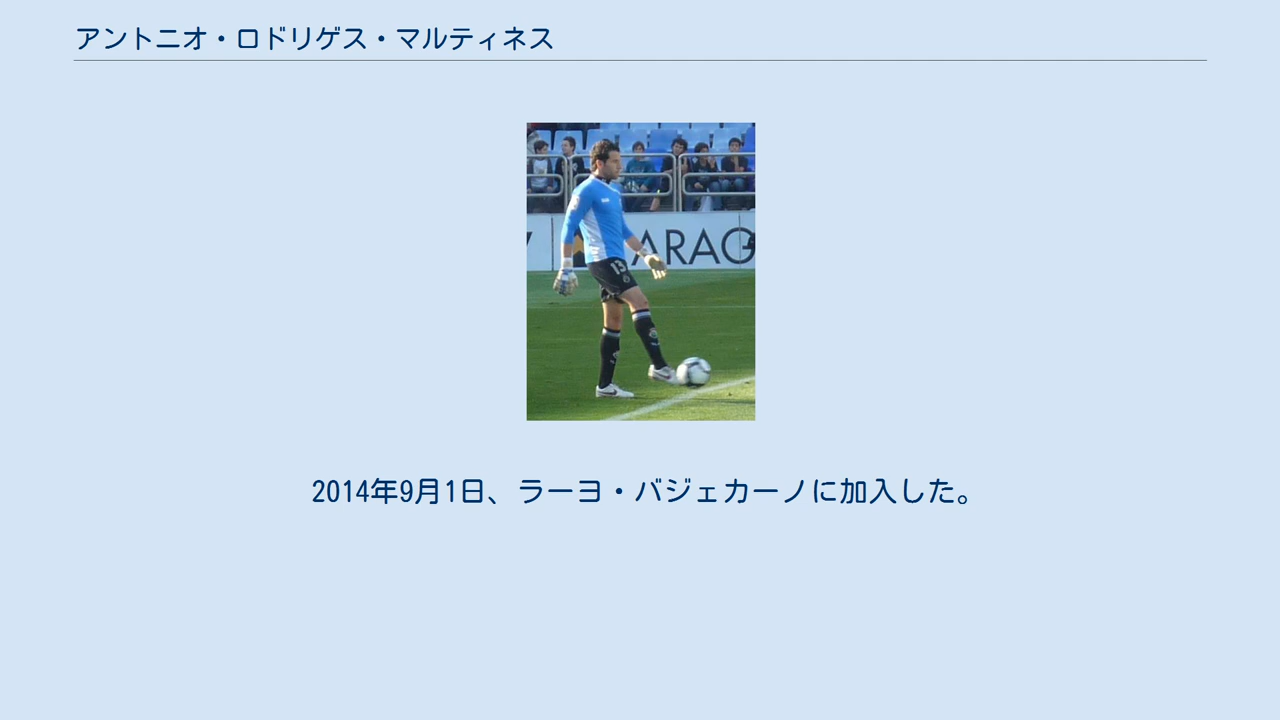 アントニオ・ロドリゲス・マルティネス
ARAG
13
2014年9月1日、ラーヨ・バジェカーノに加入した。